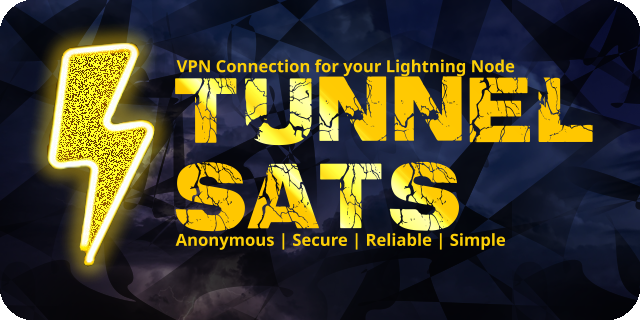 VPN Connection for your Lightning Node
TUNNEL
SATS
Anonymous | Secure | Reliable | Simple